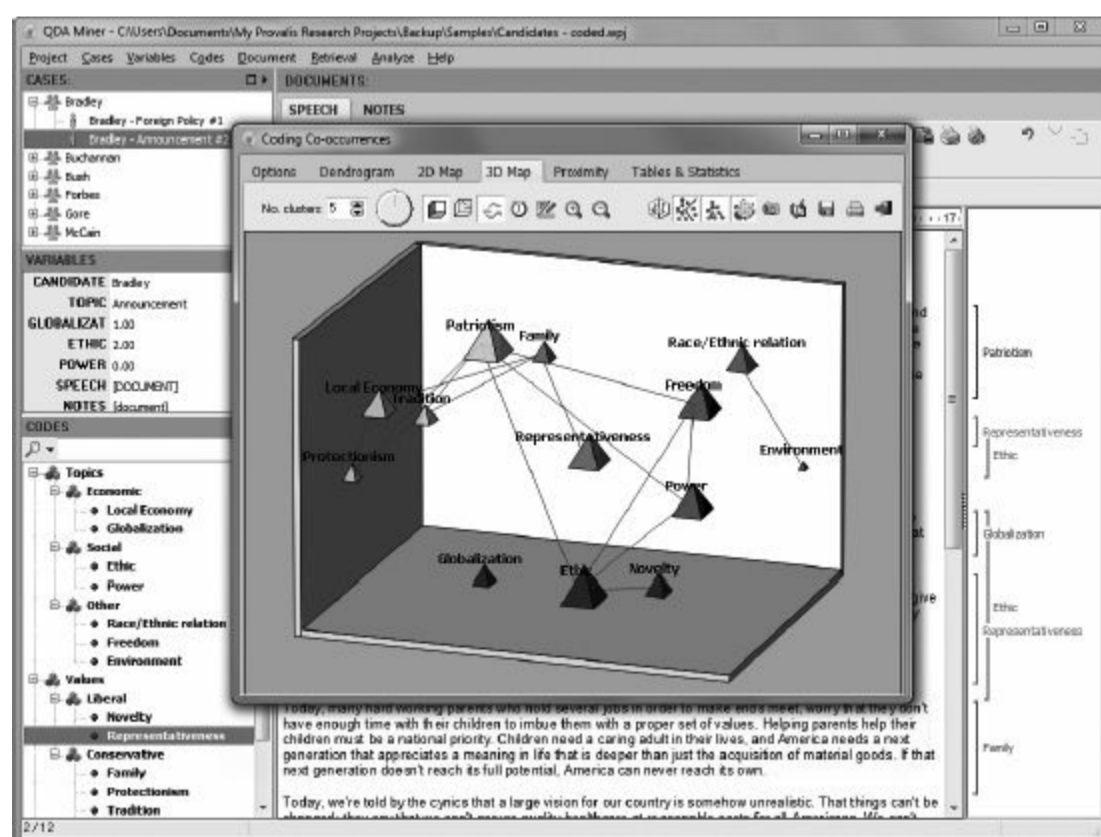 QDA Miner - C:\Users\Documents\My Provalis Research Projects\Backup\Samples\Candidates - coded.wpj
Project Cases Variables Codes Document Retrieval Analyze Help
CASES:
Bradley
Bradley - Foreign Policy #1
Bradley - Announcement #2
Buchannan
Bush
Forbes
Gore
McCain
VARIABLES
CANDIDATE Bradley
TOPIC Announcement
GLOBALIZAT 1.00
ETHIC 2.00
POWER 0.00
SPEECH [DOCUMENT]
NOTES [document]
CODES
Topics
Economic
Local Economy
Globalization
Social
Ethic
Power
Other
Race/Ethnic relation
Freedom
Environment
Values
Liberal
Novelty
Representativeness
Conservative
Family
Protectionism
Tradition
2/12
DOCUMENTS:
SPEECH NOTES
Coding Co-occurrences
Options Dendrogram 2D Map 3D Map Proximity Tables & Statistics
No. clusters: 5
Patriotism
Family
Race/Ethnic relation
Local Economy
Tradition
Freedom
Representativeness
Environment
Protectionism
Power
Globalization
Ethic
Novelty
17
Today, many hard working parents who hold several jobs in order to make ends meet, worry that they don't
have enough time with their children to imbue them with a proper set of values. Helping parents help their
children must be a national priority. Children need a caring adult in their lives, and America needs a next
generation that appreciates a meaning in life that is deeper than just the acquisition of material goods. If that
next generation doesn't reach its full potential, America can never reach its own.
Today, we're told by the cynics that a large vision for our country is somehow unrealistic. That things can't be
Patriotism
Representativeness
Ethic
Globalization
Ethic
Representativeness
Family